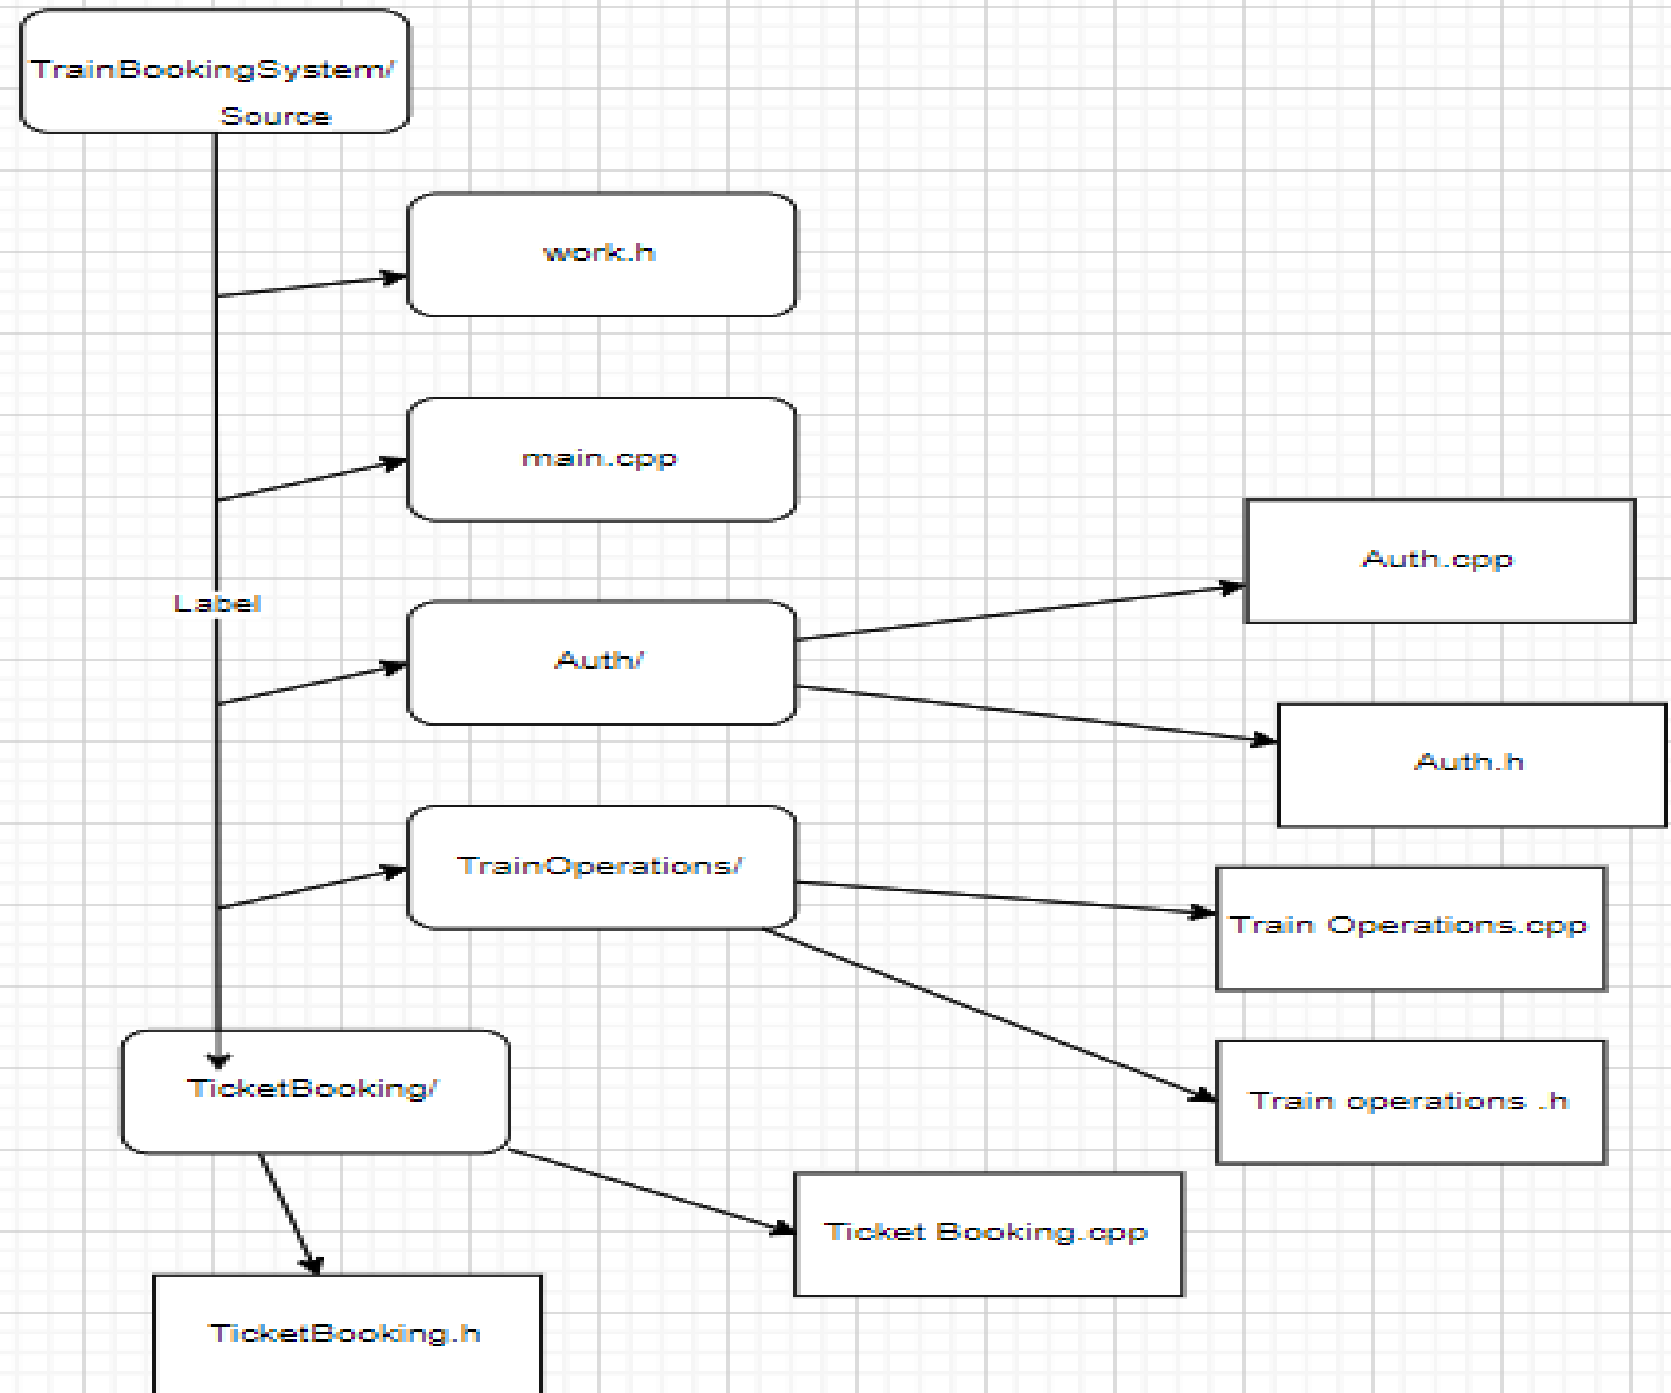 TrainBookingSystem/
Source
work.h
main.cpp
Auth.cpp
Label
Auth/
Auth.h
TrainOperations/
Train Operations.cpp
TicketBooking/
Train operations .h
Ticket Booking.cpp
TicketBooking.h